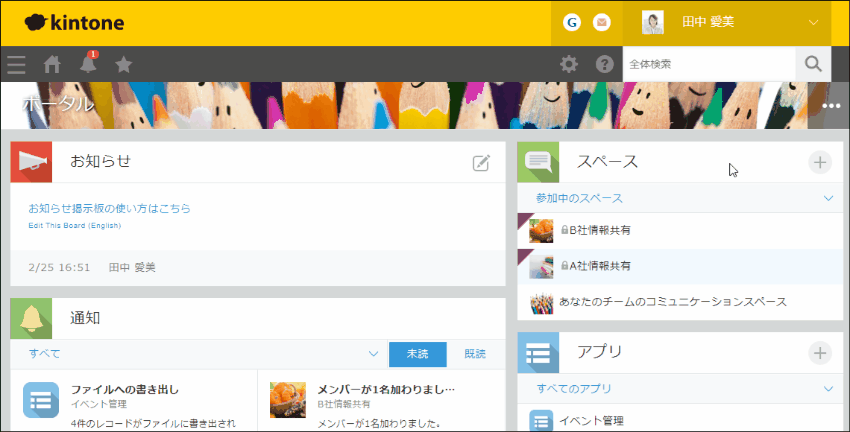 kintone
G
田中 愛美
1
全体検索
ポータル
お知らせ
お知らせ掲示板の使い方はこちら
Edit This Board (English)
2/25 16:51 田中 愛美
通知
すべて
未読
既読
ファイルへの書き出し
イベント管理
4件のレコードがファイルに書き出され
メンバーが1名加わりまし…
B社情報共有
メンバーが1名加わりました。
スペース
参加中のスペース
B社情報共有
A社情報共有
あなたのチームのコミュニケーションスペース
アプリ
すべてのアプリ
イベント管理